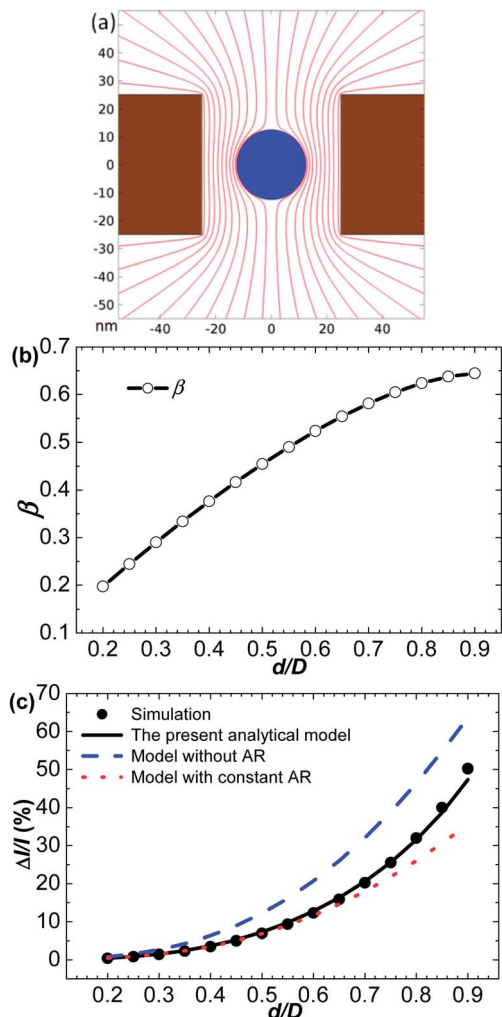 (a)
40
30
20
10
0
-10
-20
-30
-40
-50
nm
-40
-20
0
20
40
(b)
0.7
0.6
0.5
0.4
0.3
0.2
0.1
β
β
0.2 0.3 0.4 0.5 0.6 0.7 0.8 0.9
d/D
(c)
70
60
50
40
30
20
10
0
ΔI/I (%)
Simulation
The present analytical model
Model without AR
Model with constant AR
0.2 0.3 0.4 0.5 0.6 0.7 0.8 0.9
d/D